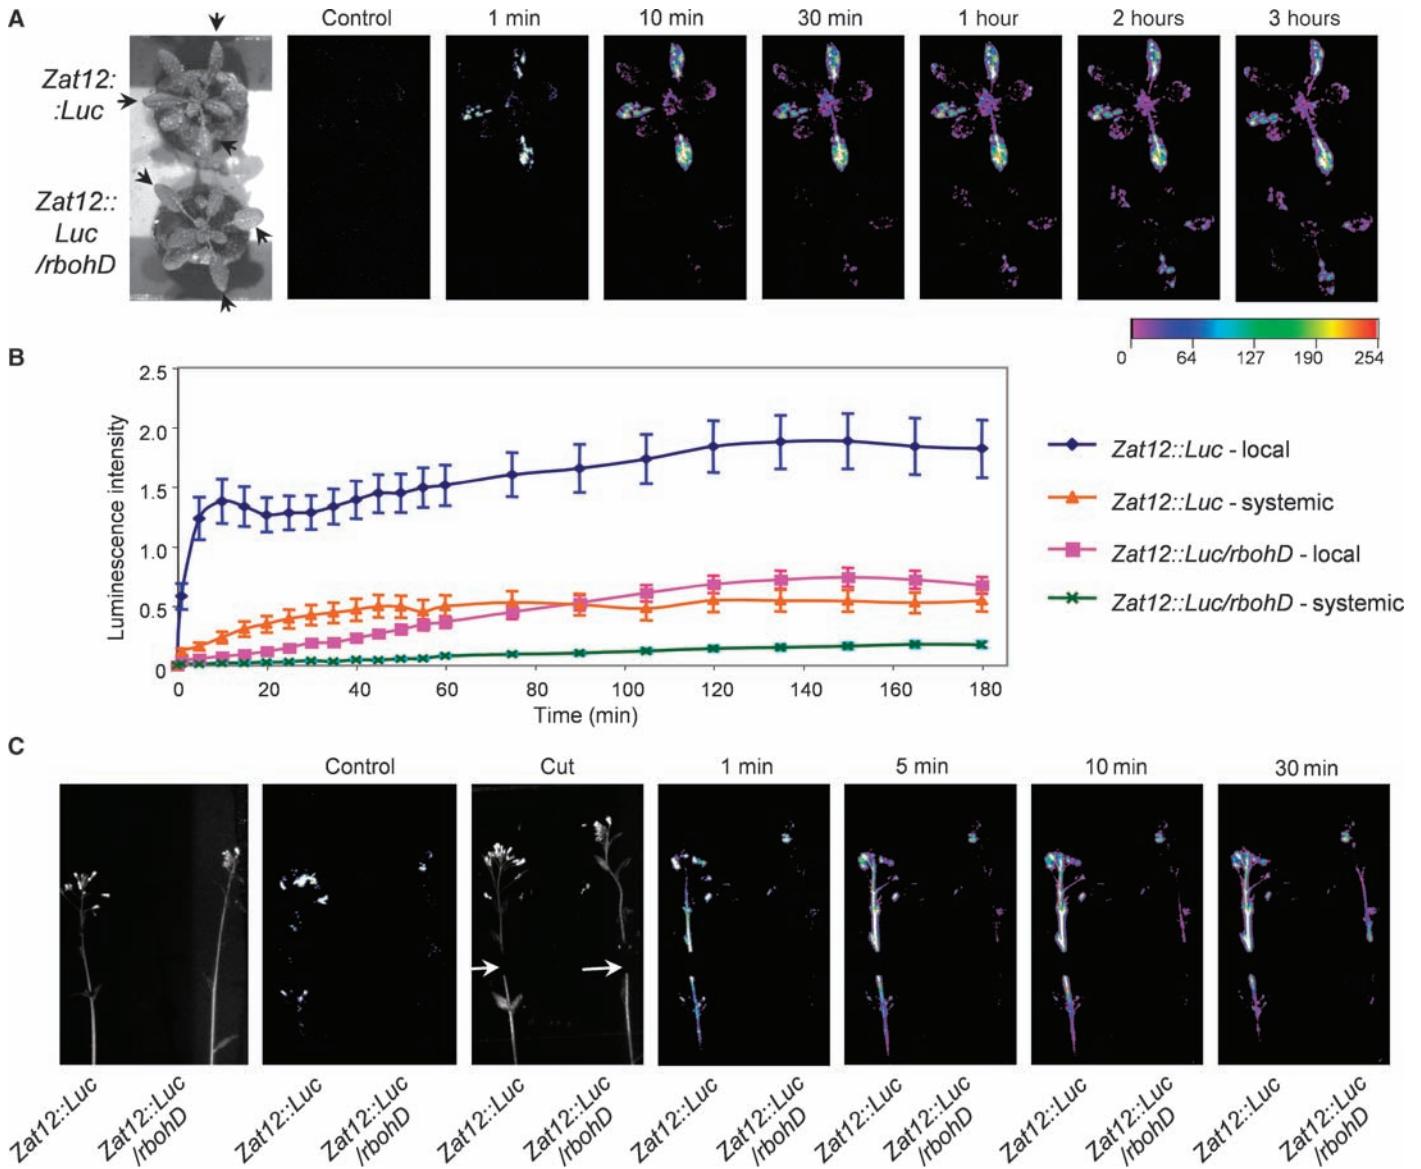 A
Control 1 min 10 min 30 min 1 hour 2 hours 3 hours
Zat12:
:Luc
Zat12::
Luc
/rbohD
0 64 127 190 254
B
2.5
2.0
1.5
1.0
0.5
0
Luminescence intensity
0 20 40 60 80 100 120 140 160 180
Time (min)
Zat12::Luc - local
Zat12::Luc - systemic
Zat12::Luc/rbohD - local
Zat12::Luc/rbohD - systemic
C
Control Cut 1 min 5 min 10 min 30 min
Zat12::Luc
Zat12::Luc
/rbohD
Zat12::Luc
Zat12::Luc
/rbohD
Zat12::Luc
Zat12::Luc
/rbohD
Zat12::Luc
Zat12::Luc
/rbohD
Zat12::Luc
Zat12::Luc
/rbohD
Zat12::Luc
Zat12::Luc
/rbohD
Zat12::Luc
Zat12::Luc
/rbohD